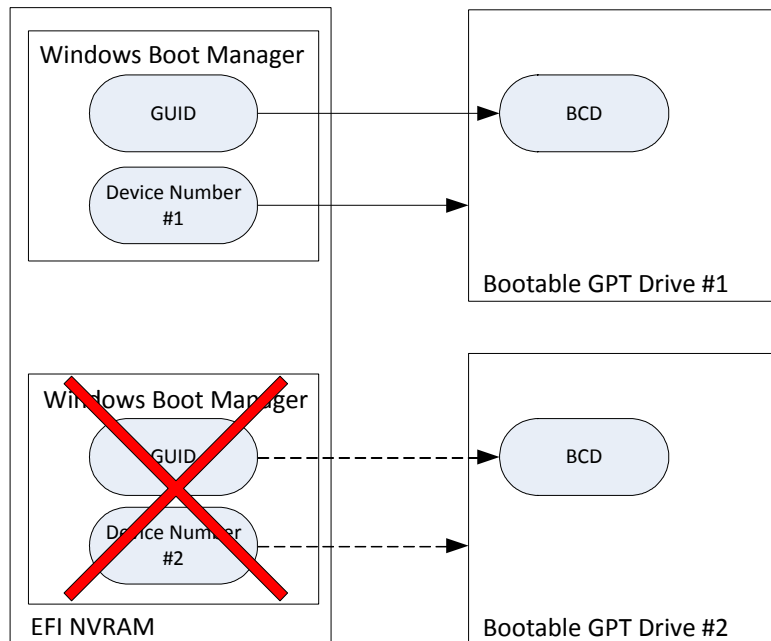 Windows Boot Manager
GUID
BCD
Device Number
#1
Bootable GPT Drive #1
Windows Boot Manager
GUID
BCD
Device Number
#2
EFI NVRAM
Bootable GPT Drive #2